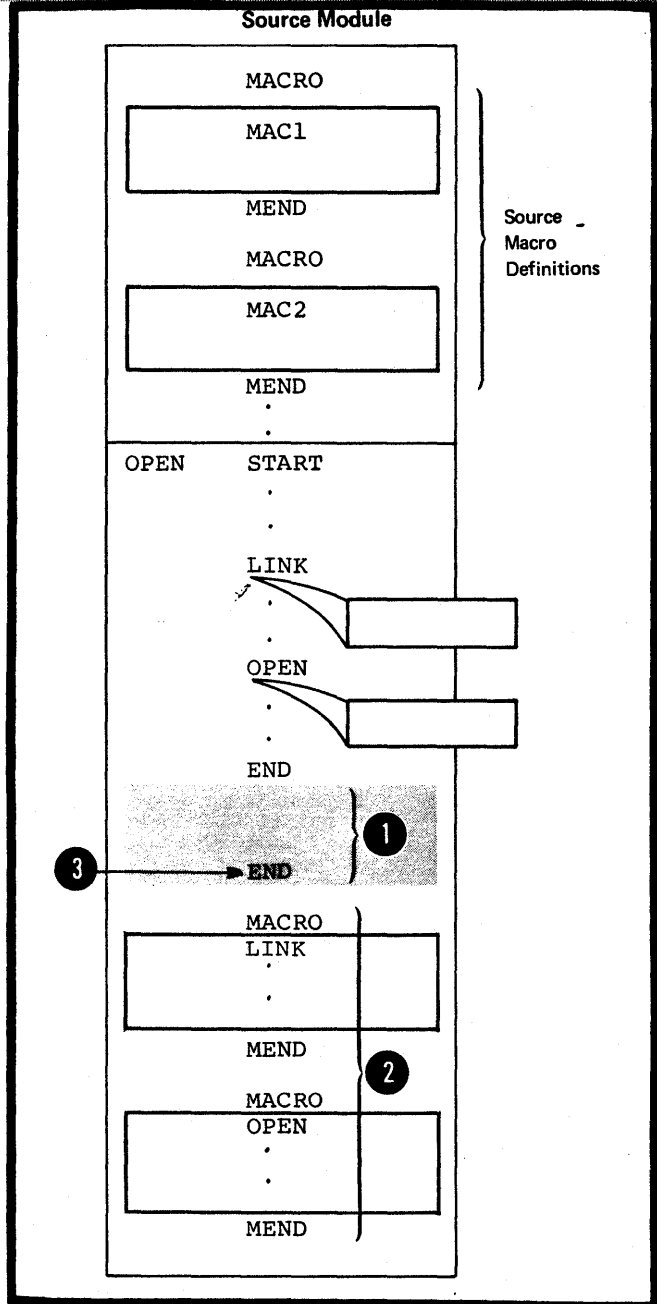 Source Module
MACRO
MAC1
MEND
MACRO
MAC2
MEND
Source
Macro
Definitions
OPEN START
LINK
OPEN
END
1
3
END
MACRO
LINK
MEND
2
MACRO
OPEN
MEND